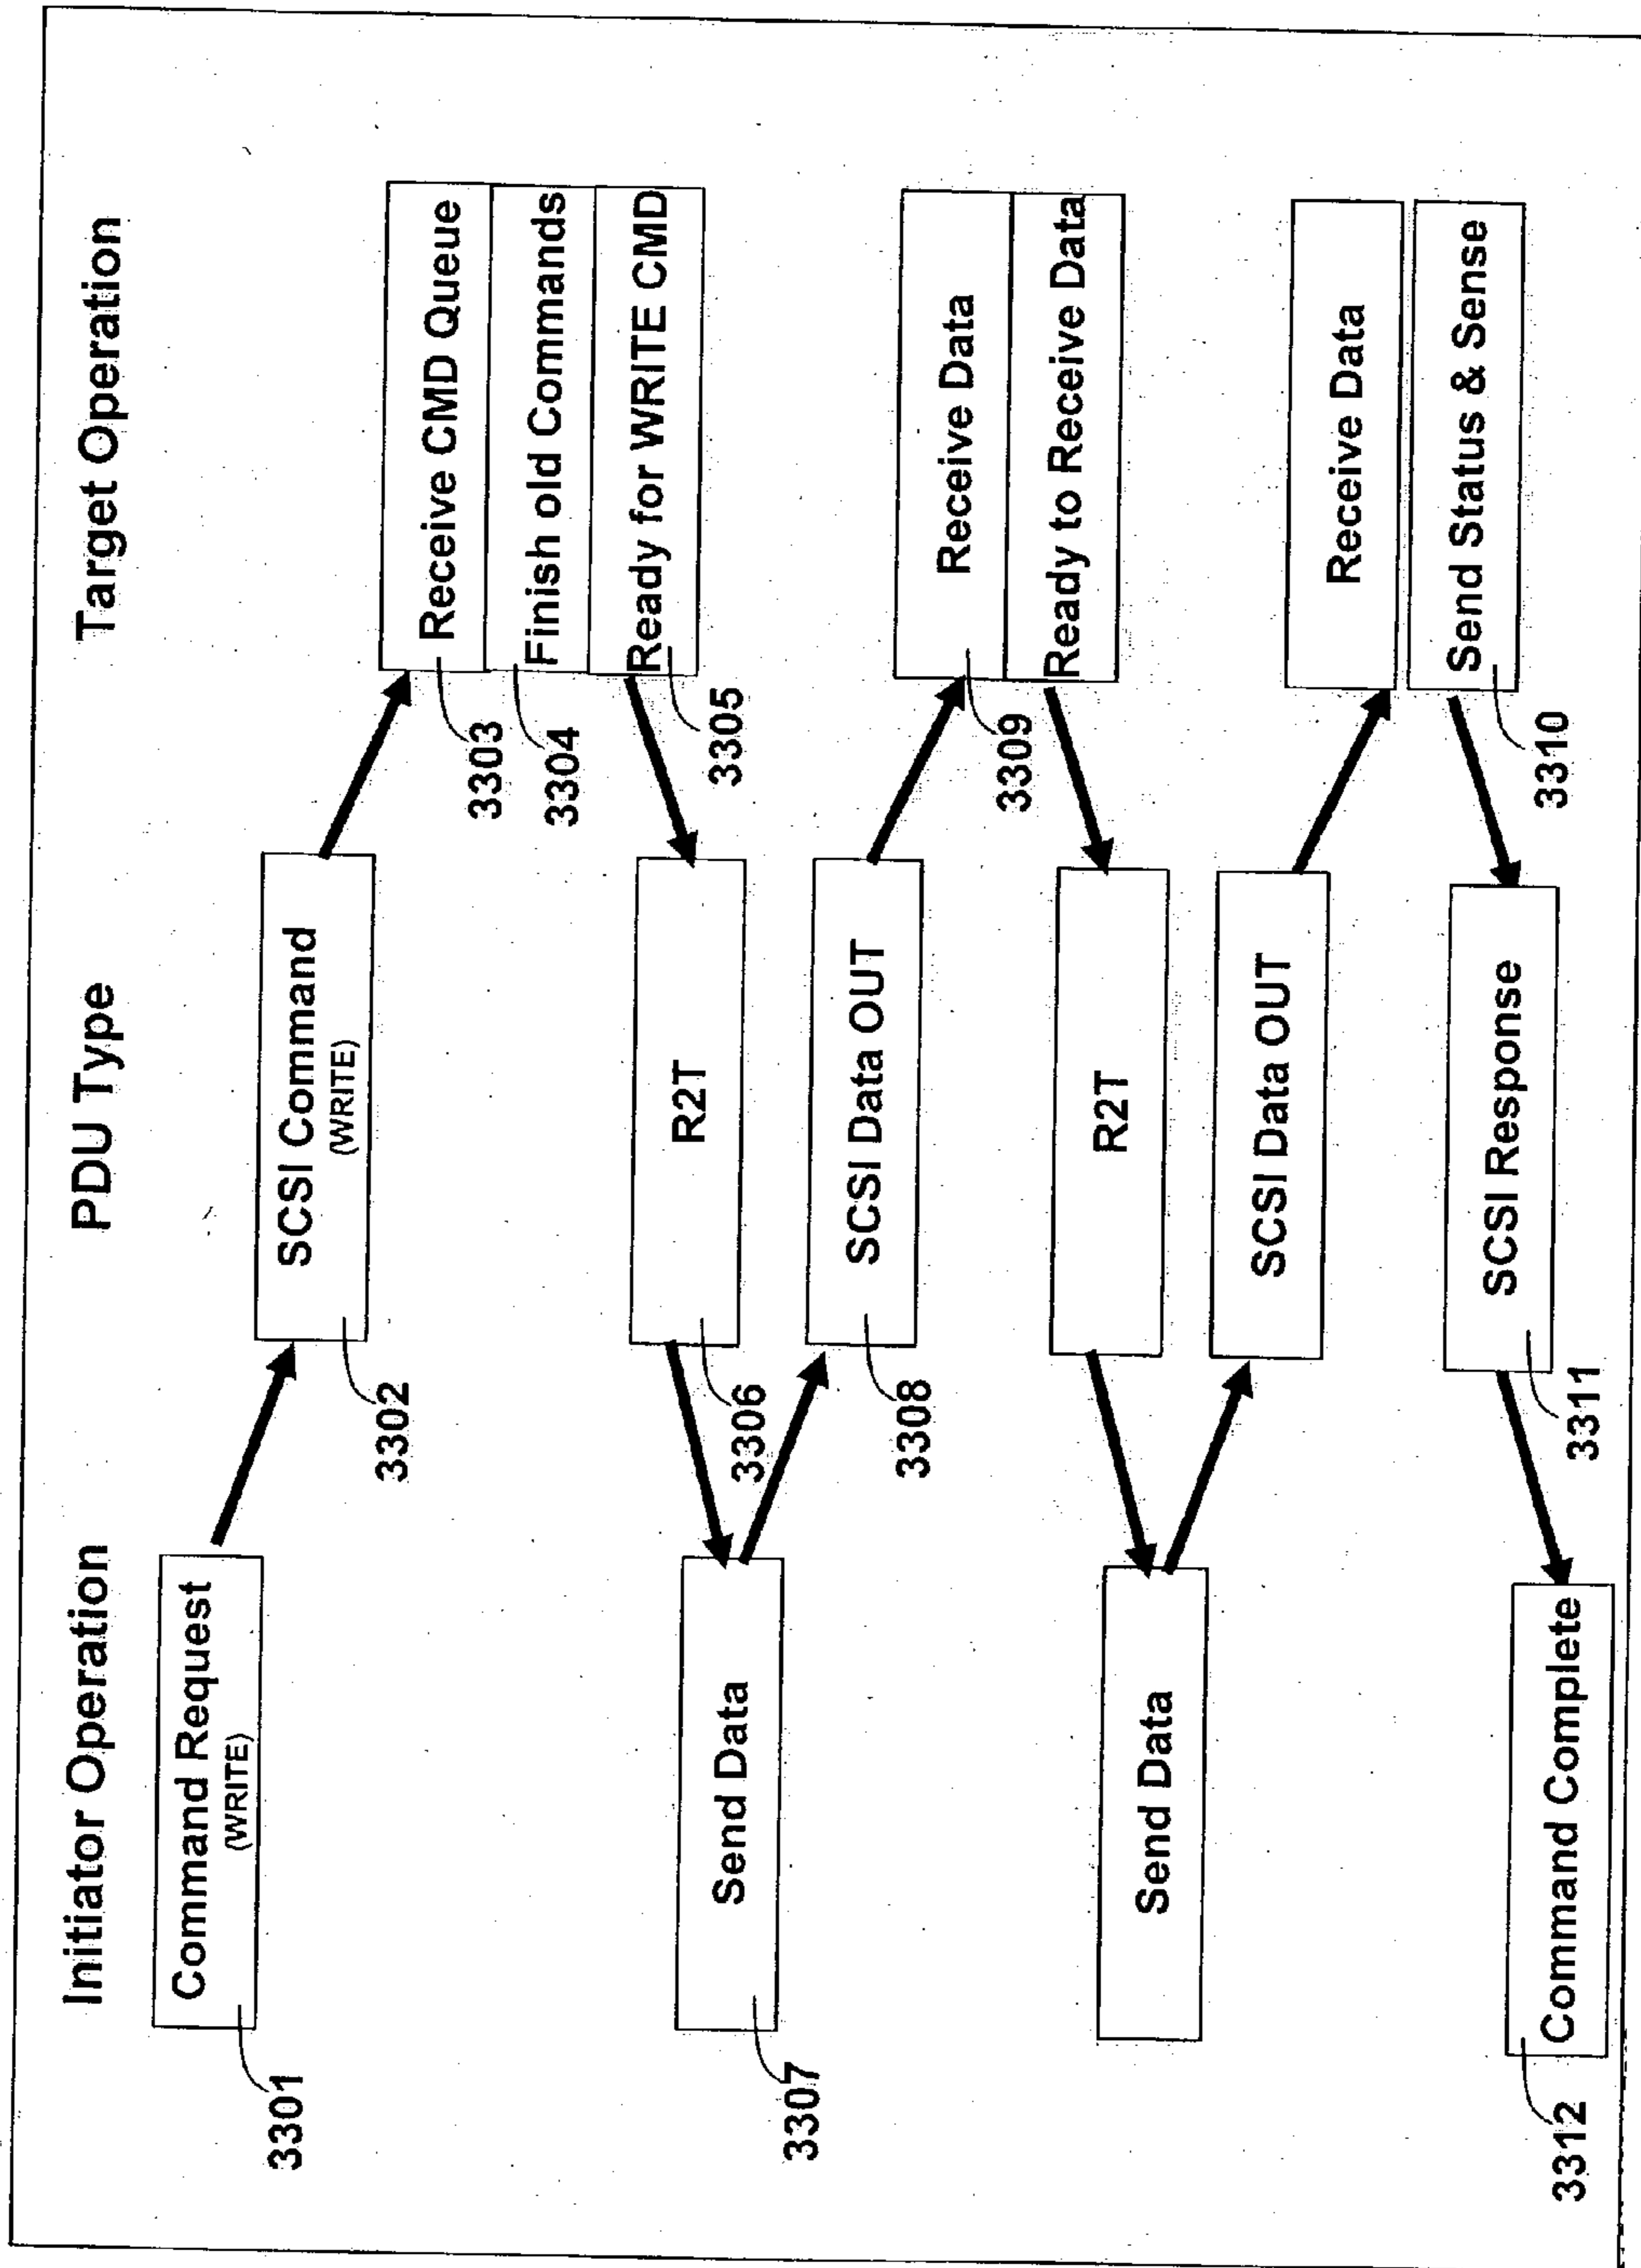 Initiator Operation
PDU Type
Target Operation
Command Request
(WRITE)
3301
SCSI Command
(WRITE)
3302
Receive CMD Queue
3303
Finish old Commands
3304
Ready for WRITE CMD
3305
R2T
3306
Send Data
3307
SCSI Data OUT
3308
Receive Data
3309
Ready to Receive Data
R2T
Send Data
SCSI Data OUT
Receive Data
Send Status & Sense
3310
SCSI Response
3311
Command Complete
3312